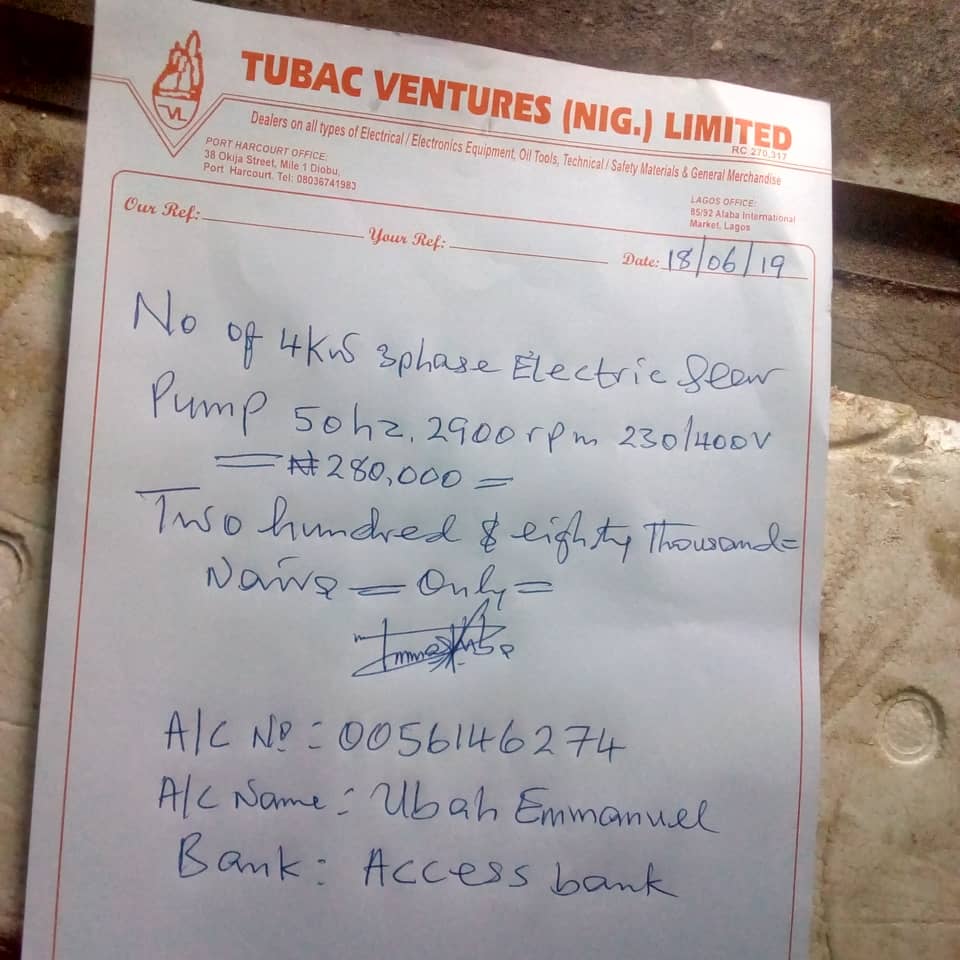 VL
TUBAC VENTURES (NIG.) LIMITED
RC 270,317
Dealers on all types of Electrical / Electronics Equipment, Oil Tools, Technical / Safety Materials & General Merchandise
PORT HARCOURT OFFICE:
38 Okija Street, Mile 1 Diobu,
Port Harcourt. Tel: 08036741983
LAGOS OFFICE:
85/92 Alaba International
Market, Lagos
Our Ref:
Your Ref:
Date: 18/06/19
No of 4KW 3phase Electric
Pump 50hz. 2900rpm 230/400V
= ₦280,000 =
Two hundred & eighty Thousand=
Naira = Only =
A/C No = 0056146274
A/C Name: Ubah Emmanuel
Bank: Access bank